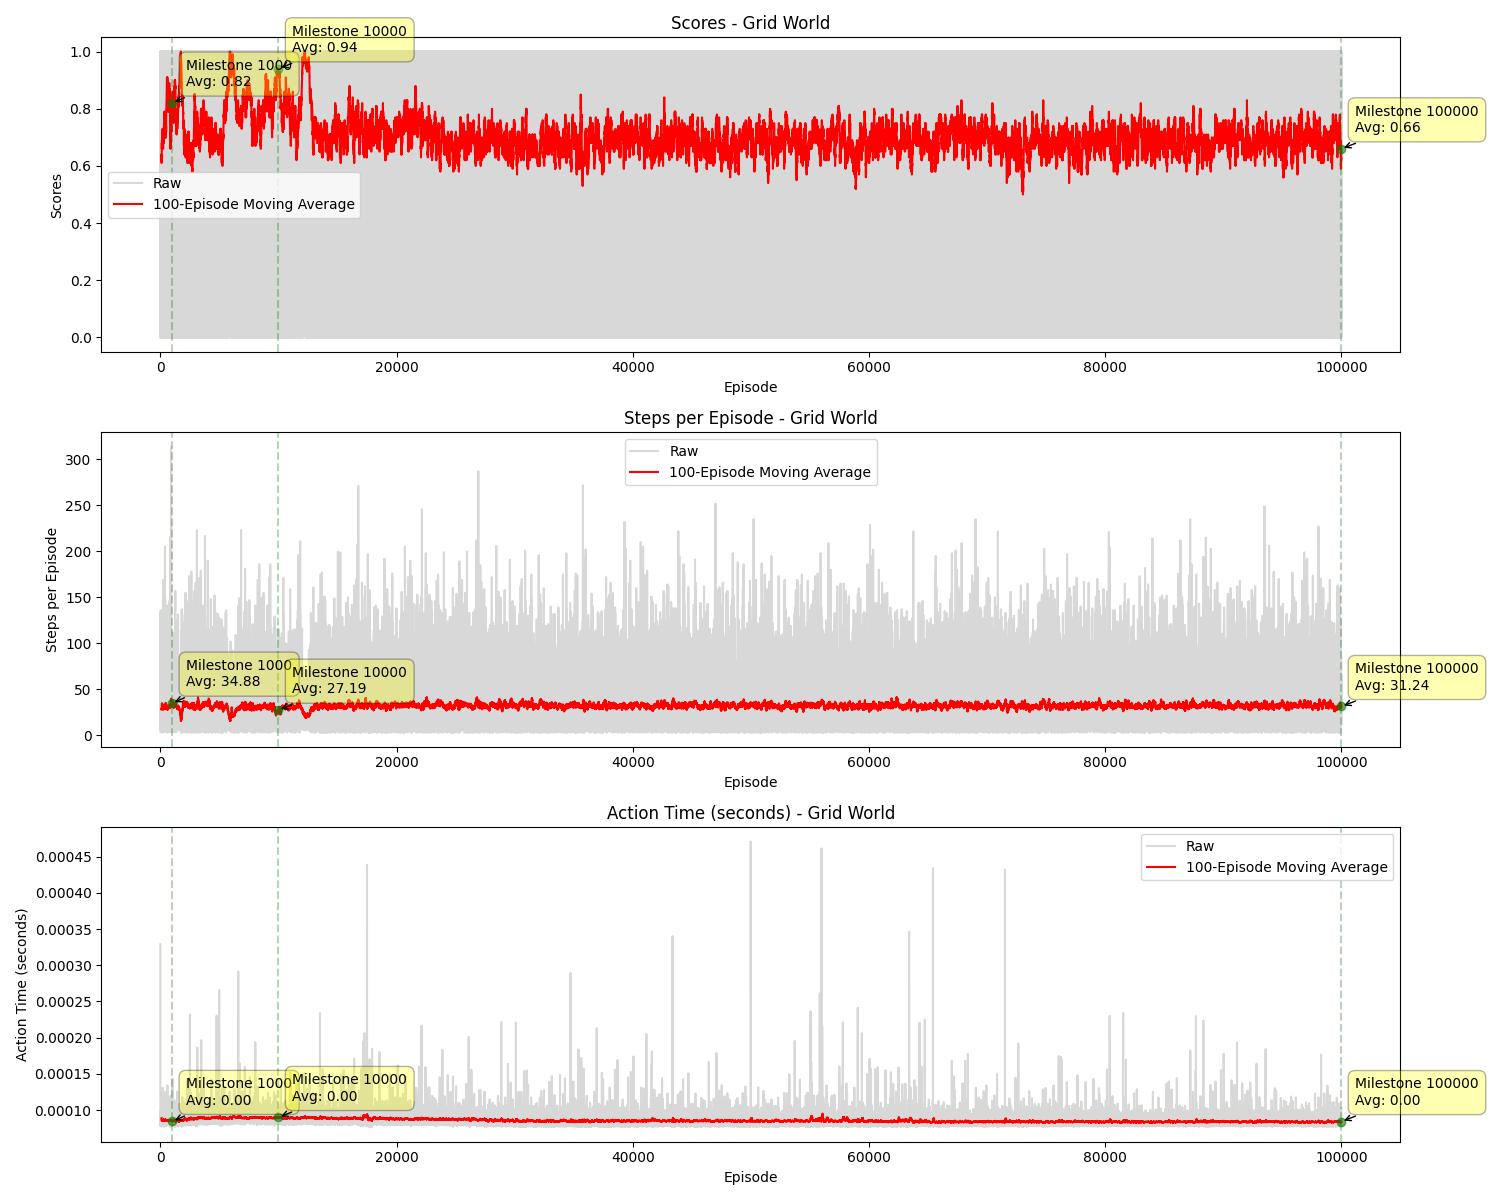 Scores - Grid World
Milestone 10000
Avg: 0.94
Milestone 1000
Avg: 0.82
Milestone 100000
Avg: 0.66
Raw
100-Episode Moving Average
Scores
1.0
0.8
0.6
0.4
0.2
0.0
0
20000
40000
60000
80000
100000
Episode
Steps per Episode - Grid World
Raw
100-Episode Moving Average
Milestone 1000
Avg: 34.88
Milestone 10000
Avg: 27.19
Milestone 100000
Avg: 31.24
Steps per Episode
300
250
200
150
100
50
0
0
20000
40000
60000
80000
100000
Episode
Action Time (seconds) - Grid World
Raw
100-Episode Moving Average
Milestone 1000
Avg: 0.00
Milestone 10000
Avg: 0.00
Milestone 100000
Avg: 0.00
Action Time (seconds)
0.00045
0.00040
0.00035
0.00030
0.00025
0.00020
0.00015
0.00010
0
20000
40000
60000
80000
100000
Episode